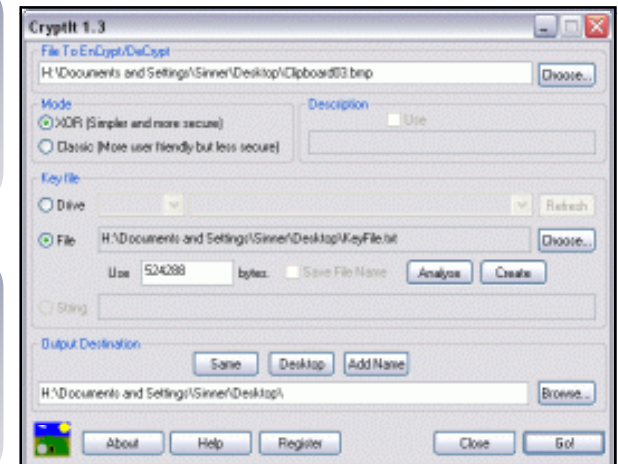 CryptIt 1.3
File To EnCrypt/DeCrypt
H:\Documents and Settings\Sinner\Desktop\Clipboard03.bmp Choose...
Mode Description
XOR (Simpler and more secure) Use
Classic (More user friendly but less secure)
Key file
Drive Refresh
File H:\Documents and Settings\Sinner\Desktop\KeyFile.txt Choose...
Use 524288 bytes. Save File Name Analyse Create
String
Output Destination
Same Desktop Add Name
H:\Documents and Settings\Sinner\Desktop\ Browse...
About Help Register Close Go!